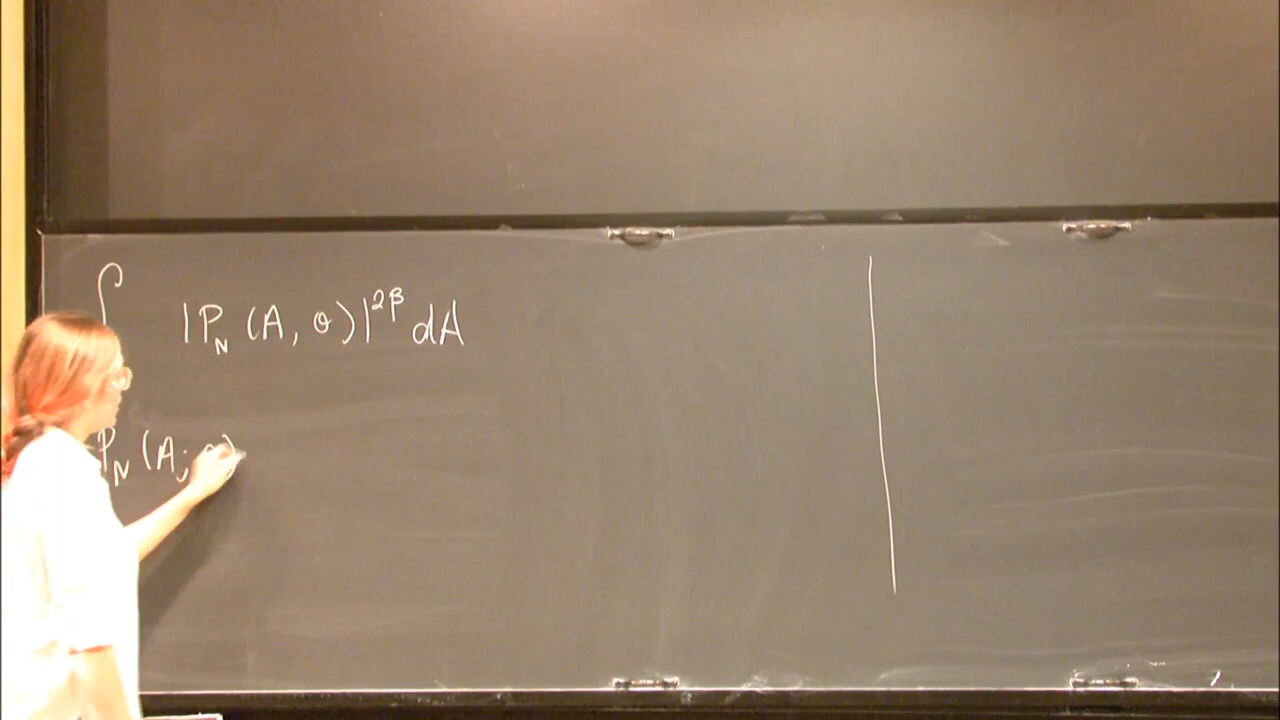 ∫ |P_N (A, θ)|^{2β} dA
P_N (A;